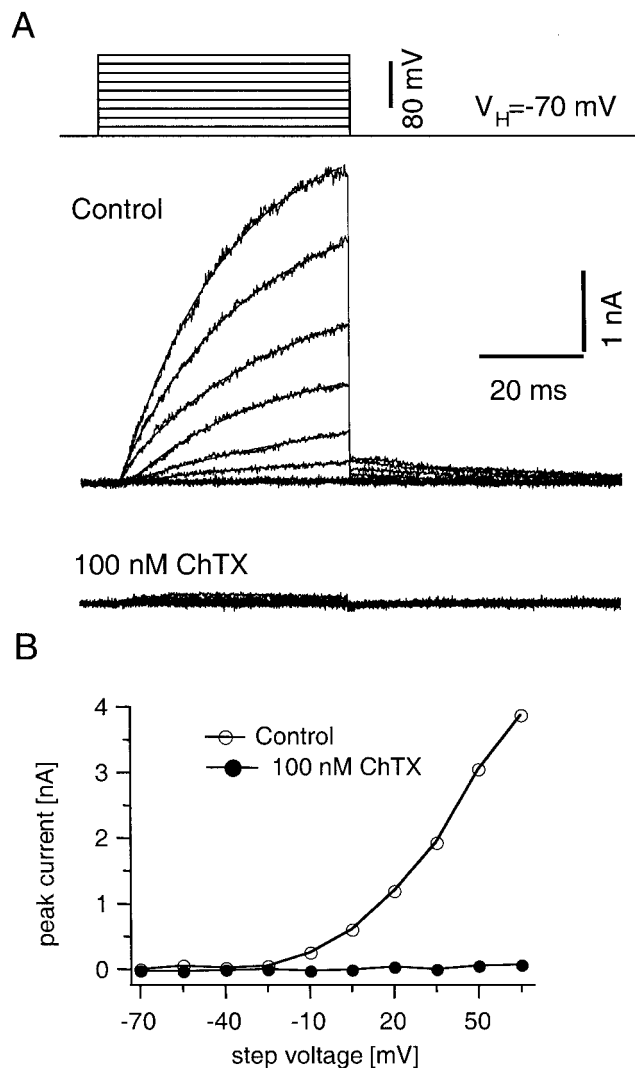 A
80 mV
V_H=-70 mV
Control
1 nA
20 ms
100 nM ChTX
B
4
3
2
1
0
peak current [nA]
Control
100 nM ChTX
-70
-40
-10
20
50
step voltage [mV]